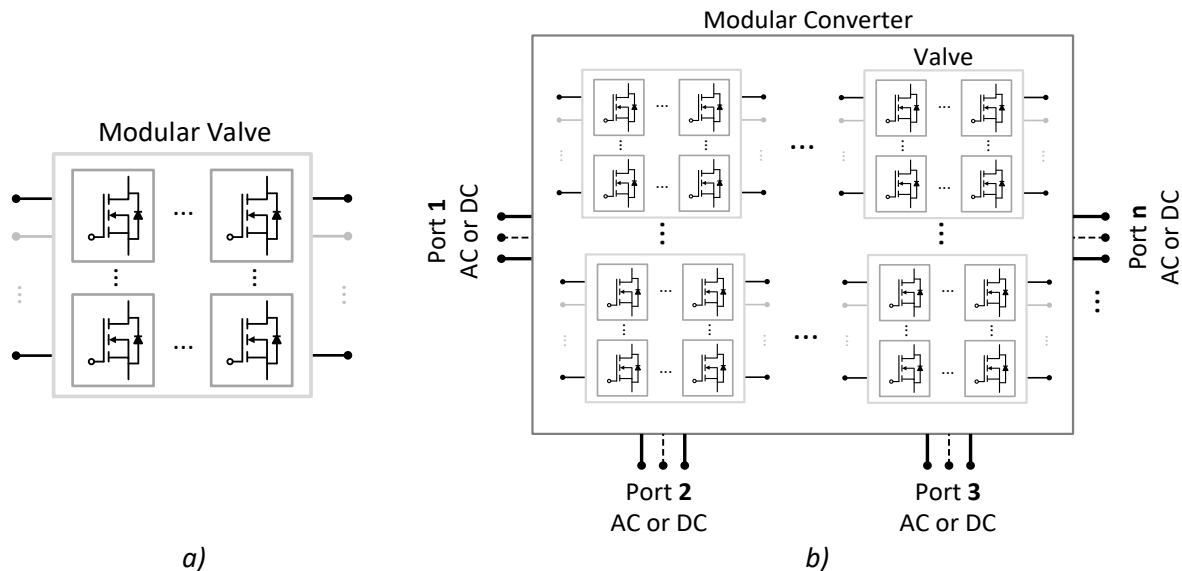 Modular Converter
Valve
Modular Valve
Port 1
AC or DC
Port n
AC or DC
Port 2
AC or DC
Port 3
AC or DC
a)
b)